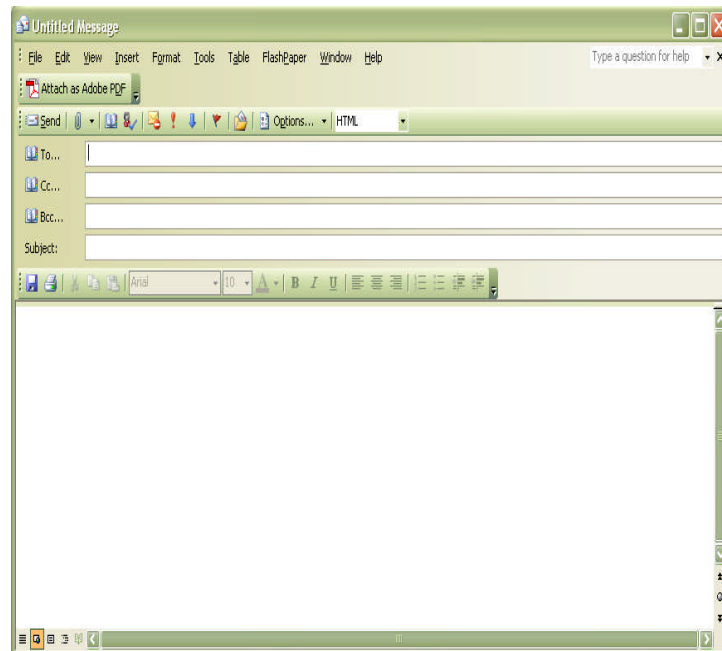 Untitled Message
File Edit View Insert Format Tools Table FlashPaper Window Help Type a question for help
Attach as Adobe PDF
Send Options... HTML
To...
Cc...
Bcc...
Subject:
Arial 10 A B I U